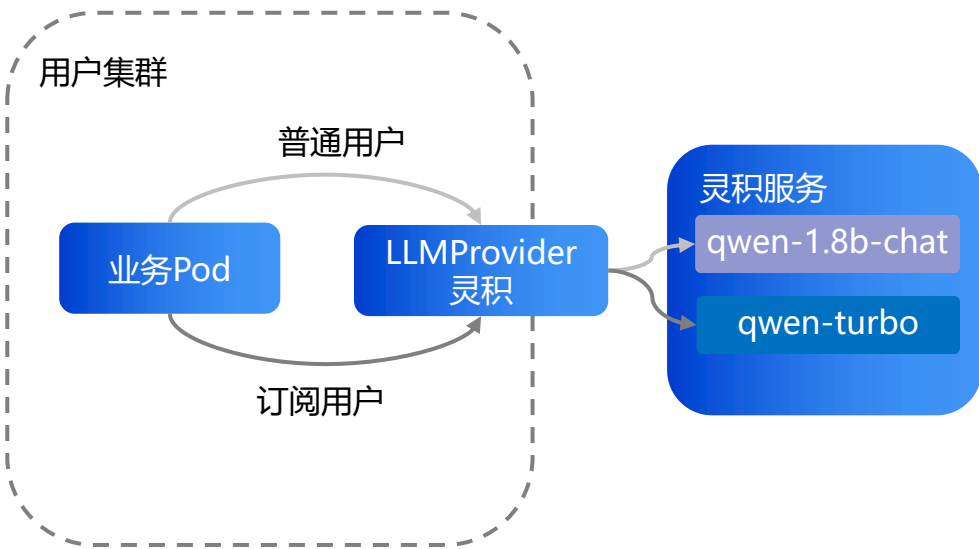 用户集群
普通用户
业务Pod
LLMProvider
灵积
订阅用户
灵积服务
qwen-1.8b-chat
qwen-turbo